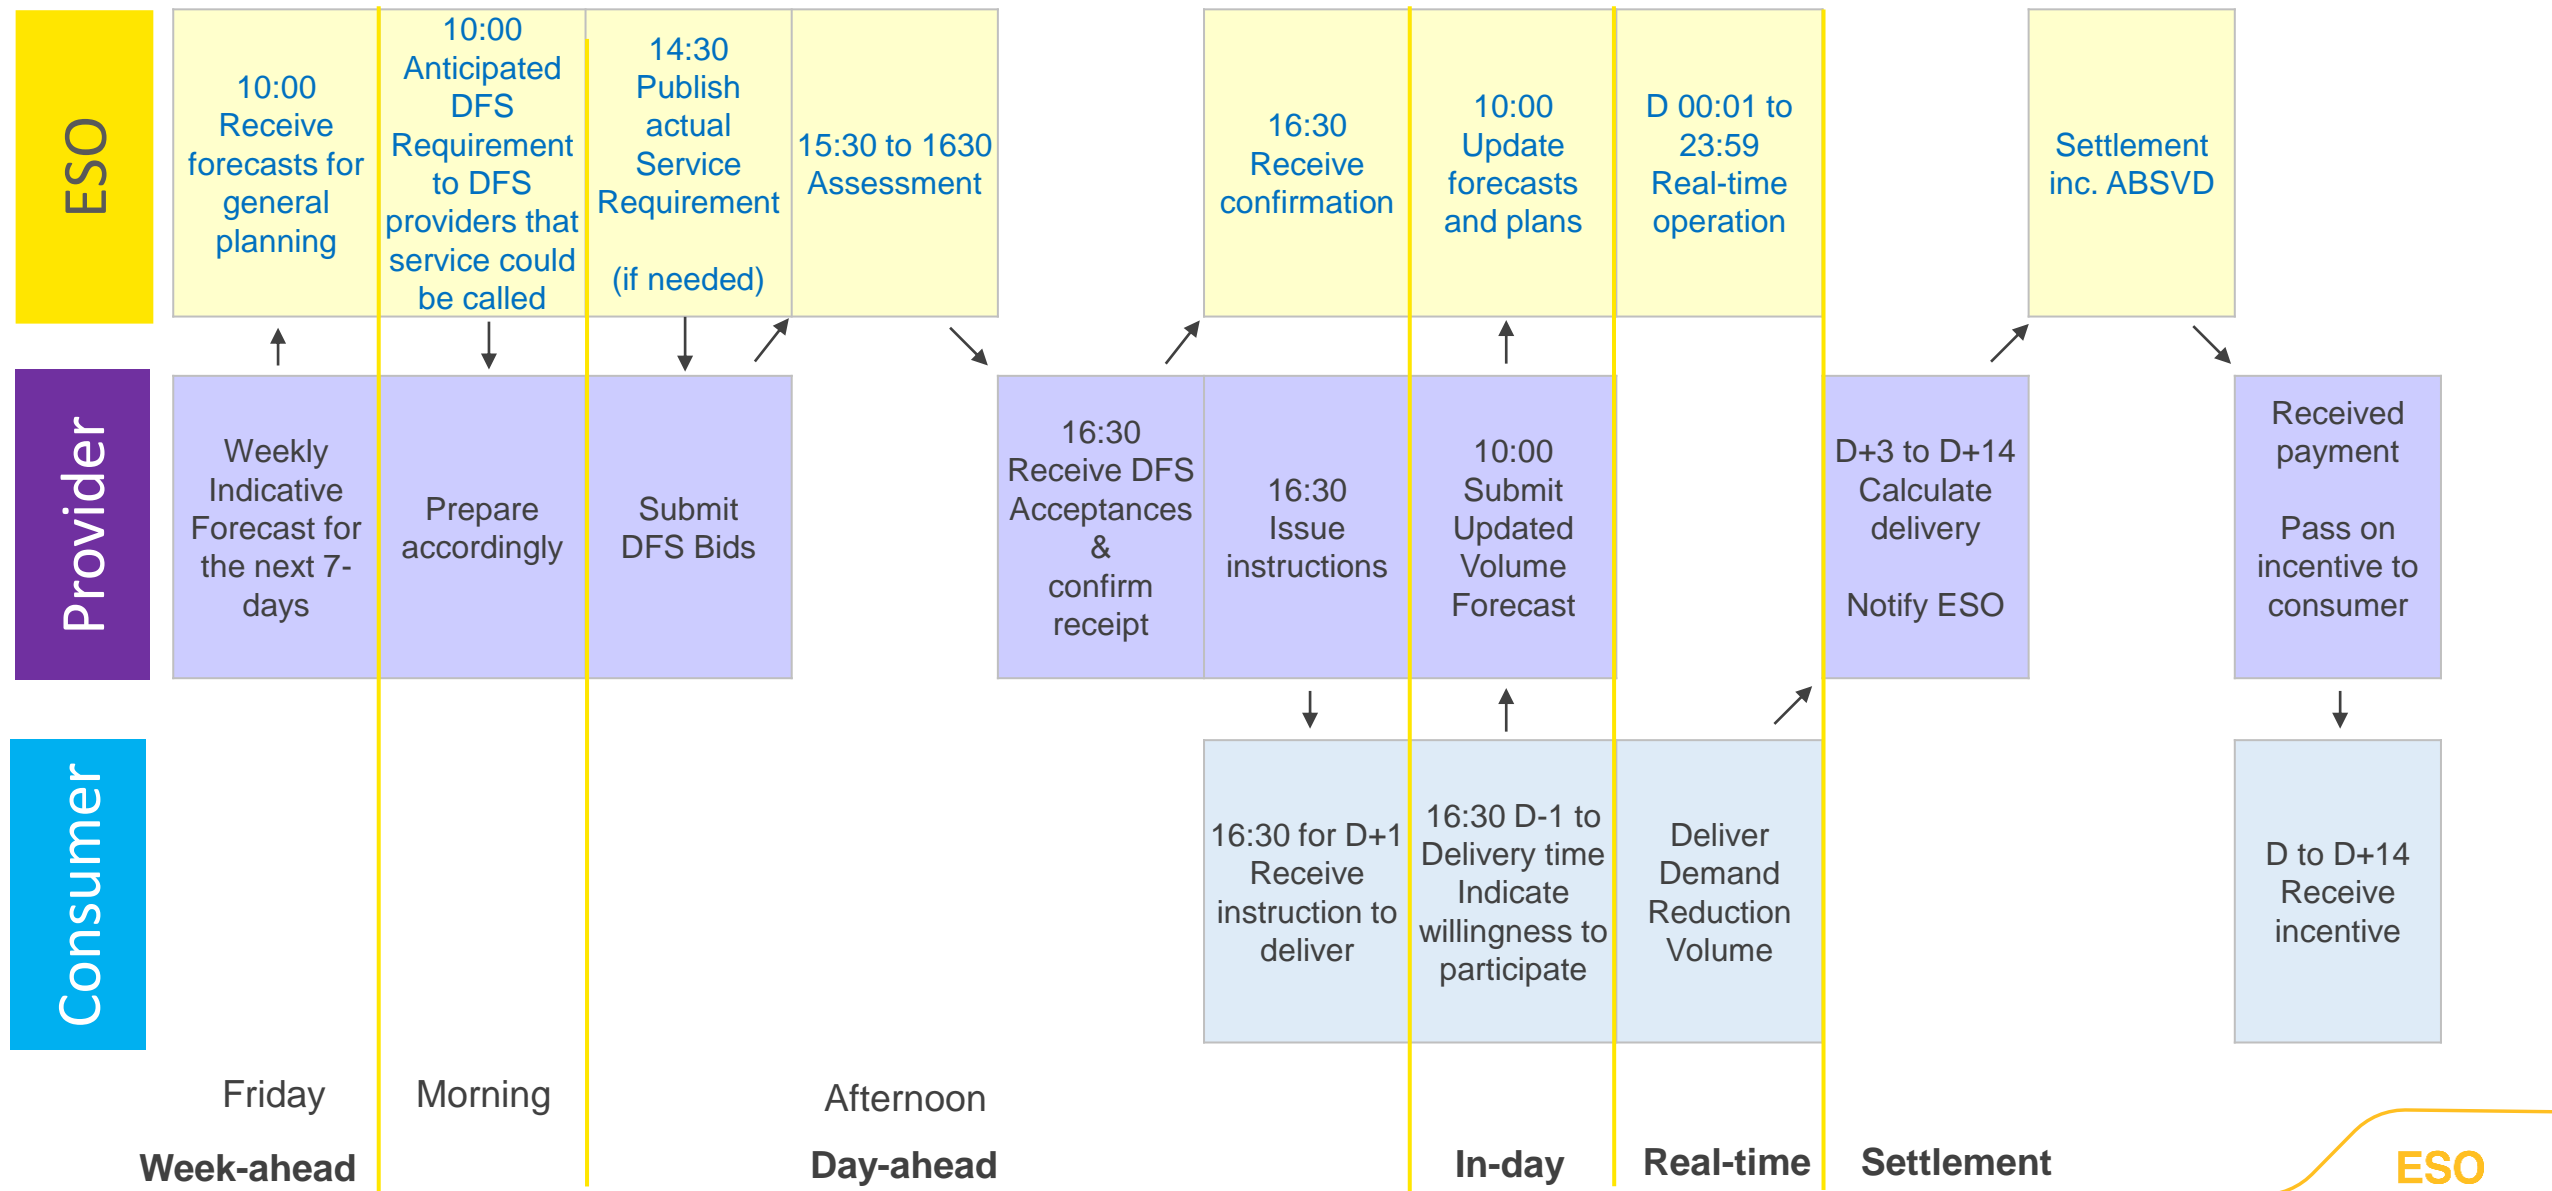 ESO
10:00
Receive
forecasts for
general
planning
10:00
Anticipated
DFS
Requirement
to DFS
providers that
service could
be called
14:30
Publish
actual
Service
Requirement
(if needed)
15:30 to 1630
Assessment
16:30
Receive
confirmation
10:00
Update
forecasts
and plans
D 00:01 to
23:59
Real-time
operation
Settlement
inc. ABSVD
Provider
Weekly
Indicative
Forecast for
the next 7-
days
Prepare
accordingly
Submit
DFS Bids
16:30
Receive DFS
Acceptances
&
confirm
receipt
16:30
Issue
instructions
10:00
Submit
Updated
Volume
Forecast
D+3 to D+14
Calculate
delivery
Notify ESO
Received
payment
Pass on
incentive to
consumer
Consumer
16:30 for D+1
Receive
instruction to
deliver
16:30 D-1 to
Delivery time
Indicate
willingness to
participate
Deliver
Demand
Reduction
Volume
D to D+14
Receive
incentive
Friday
Morning
Afternoon
Week-ahead
Day-ahead
In-day
Real-time
Settlement
ESO